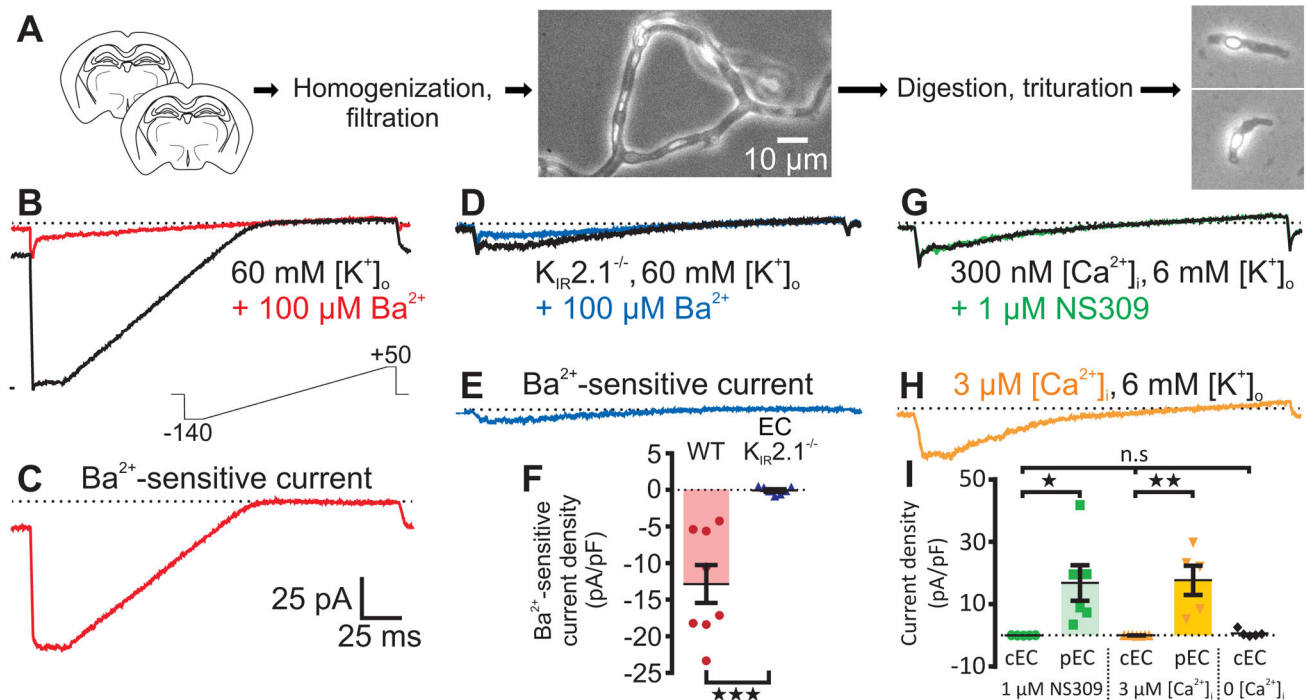 A
Homogenization,
filtration
10 μm
Digestion, trituration
B
60 mM [K⁺]ₒ
+ 100 μM Ba²⁺
-
+50
-140
C
Ba²⁺-sensitive current
25 pA
25 ms
D
K_IR2.1⁻/⁻, 60 mM [K⁺]ₒ
+ 100 μM Ba²⁺
E
Ba²⁺-sensitive current
F
WT
EC
K_IR2.1⁻/⁻
Ba²⁺-sensitive
current density
(pA/pF)
5
0
-5
-10
-15
-20
-25
★★★
G
300 nM [Ca²⁺]ᵢ, 6 mM [K⁺]ₒ
+ 1 μM NS309
H
3 μM [Ca²⁺]ᵢ, 6 mM [K⁺]ₒ
I
n.s
★
★★
Current density
(pA/pF)
50
30
10
-10
cEC pEC cEC pEC cEC
1 μM NS309 3 μM [Ca²⁺]ᵢ 0 [Ca²⁺]ᵢ